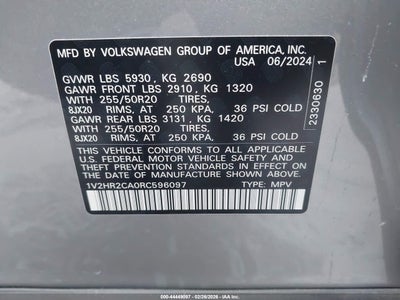 MFD BY VOLKSWAGEN GROUP OF AMERICA, INC.
USA 06/2024
GVWR LBS 5930, KG 2690
GAWR FRONT LBS 2910, KG 1320
WITH 255/50R20 TIRES,
8JX20 RIMS, AT 250 KPA, 36 PSI COLD
GAWR REAR LBS 3131, KG 1420
WITH 255/50R20 TIRES,
8JX20 RIMS, AT 250 KPA, 36 PSI COLD
THIS VEHICLE CONFORMS TO ALL APPLICABLE
U.S. FEDERAL MOTOR VEHICLE SAFETY AND
THEFT PREVENTION STANDARDS IN EFFECT ON THE
DATE OF MANUFACTURE SHOWN ABOVE.
1V2HR2CA0RC596097 TYPE: MPV
2330630 1